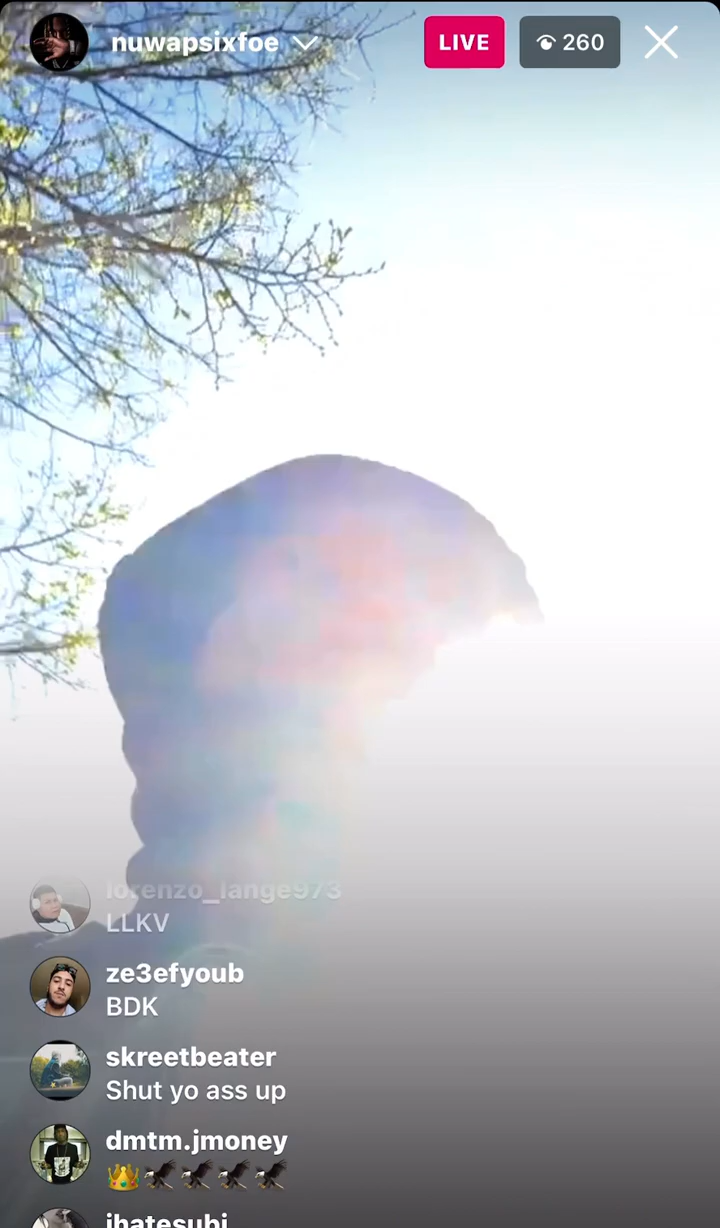 nuwapsixfoe
LIVE
260
lorenzo_lange973
LLKV
ze3efyoub
BDK
skreetbeater
Shut yo ass up
dmtm.jmoney
👑🦅🦅🦅🦅
ihatesubi